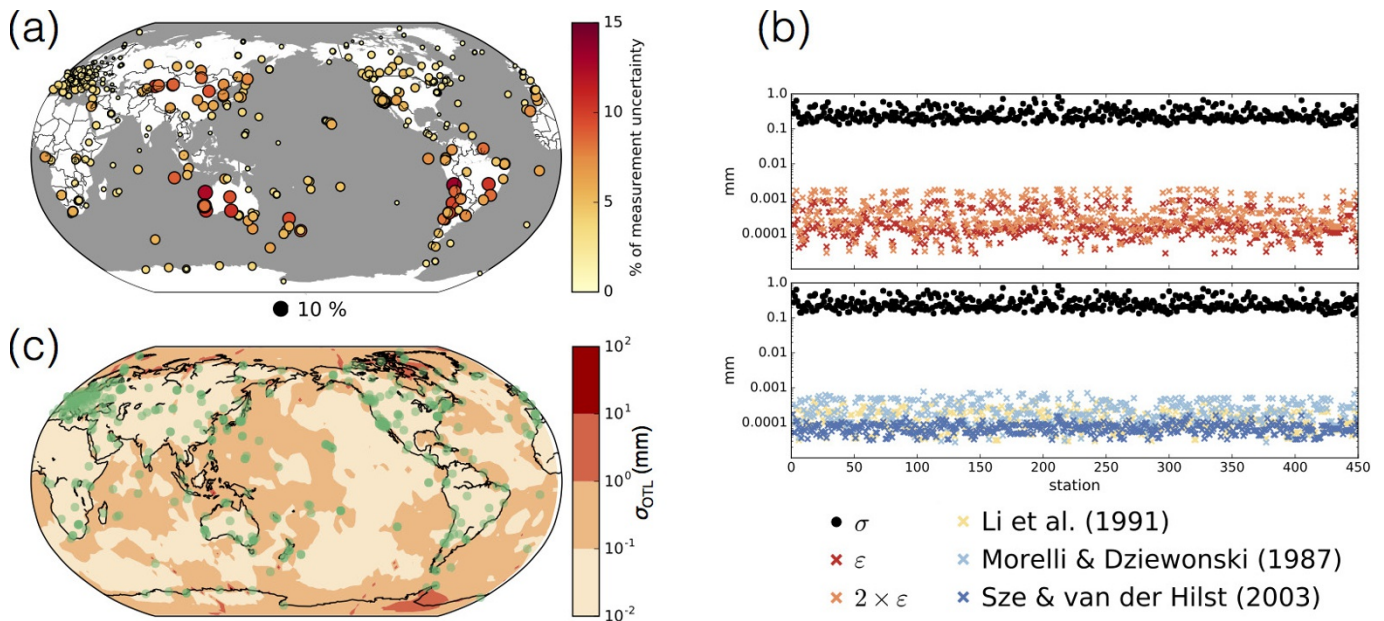 (a)
15
10
5
0
% of measurement uncertainty
10 %
(b)
1.0
0.1
mm
0.01
0.001
0.0001
1.0
0.1
mm
0.01
0.001
0.0001
0 50 100 150 200 250 300 350 400 450
station
σ
ε
2 × ε
Li et al. (1991)
Morelli & Dziewonski (1987)
Sze & van der Hilst (2003)
(c)
10²
10¹
10⁰
10⁻¹
10⁻²
σOTL (mm)